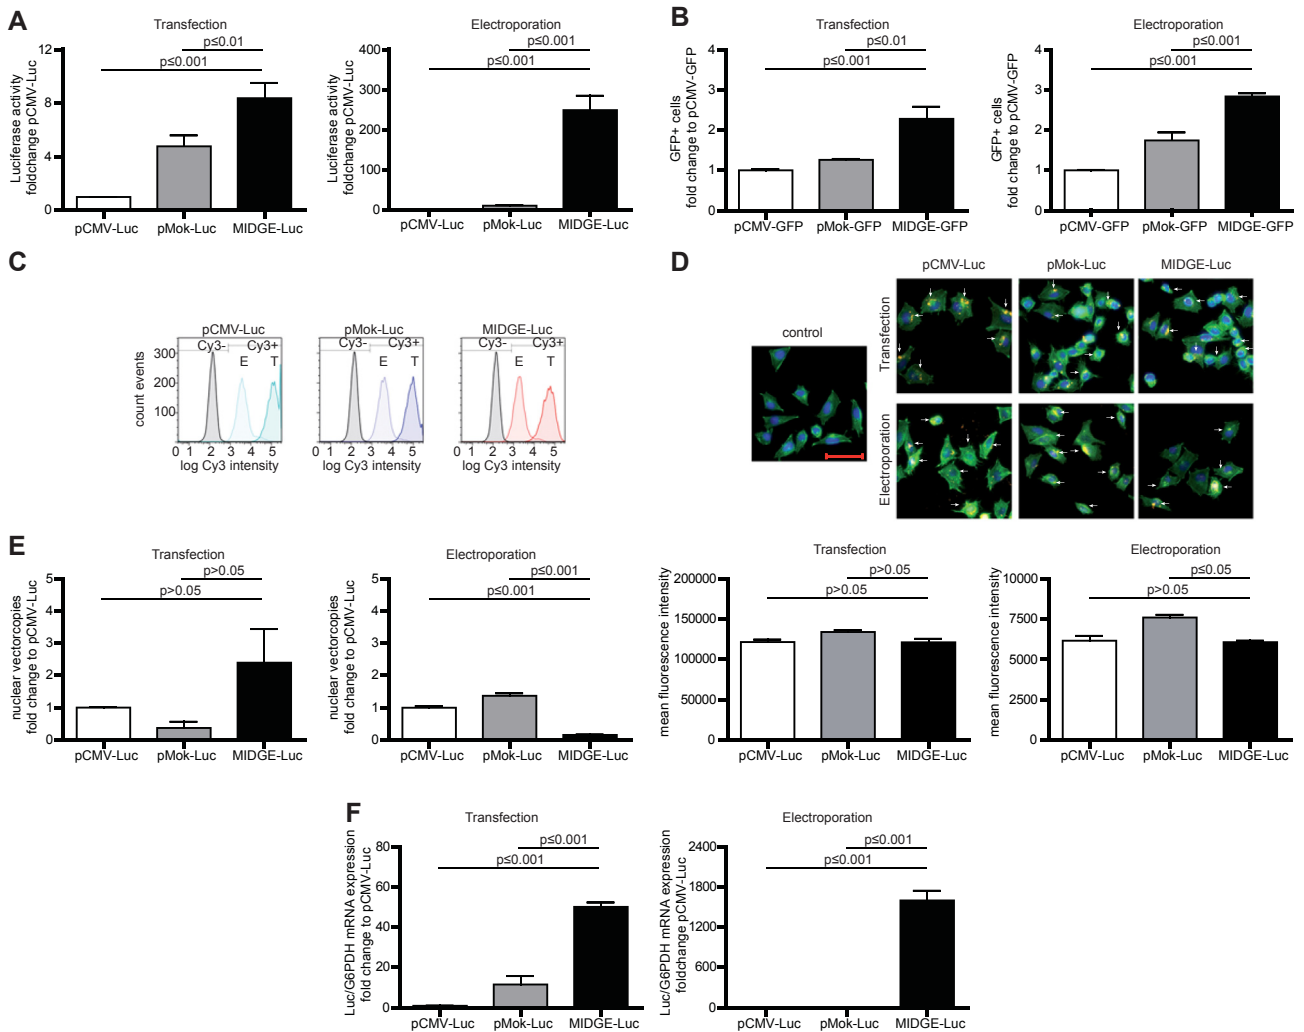 A
Transfection
p≤0.01
p≤0.001
Luciferase activity
foldchange pCMV-Luc
12
8
4
0
pCMV-Luc pMok-Luc MIDGE-Luc
Electroporation
p≤0.001
p≤0.001
Luciferase activity
foldchange pCMV-Luc
400
300
200
100
0
pCMV-Luc pMok-Luc MIDGE-Luc
B
Transfection
p≤0.01
p≤0.001
GFP+ cells
fold change to pCMV-GFP
4
3
2
1
0
pCMV-GFP pMok-GFP MIDGE-GFP
Electroporation
p≤0.001
p≤0.001
GFP+ cells
fold change to pCMV-GFP
4
3
2
1
0
pCMV-GFP pMok-GFP MIDGE-GFP
C
pCMV-Luc
Cy3- Cy3+
E T
count events
300
200
100
0 1 2 3 4 5
log Cy3 intensity
pMok-Luc
Cy3- Cy3+
E T
0 1 2 3 4 5
log Cy3 intensity
MIDGE-Luc
Cy3- Cy3+
E T
0 1 2 3 4 5
log Cy3 intensity
D
pCMV-Luc pMok-Luc MIDGE-Luc
control
Transfection
Electroporation
E
Transfection
p>0.05
p>0.05
nuclear vectorcopies
fold change to pCMV-Luc
5
4
3
2
1
0
pCMV-Luc pMok-Luc MIDGE-Luc
Electroporation
p≤0.001
p≤0.001
nuclear vectorcopies
fold change to pCMV-Luc
5
4
3
2
1
0
pCMV-Luc pMok-Luc MIDGE-Luc
Transfection
p>0.05
p>0.05
mean fluorescence intensity
200000
150000
100000
50000
0
pCMV-Luc pMok-Luc MIDGE-Luc
Electroporation
p≤0.05
p>0.05
mean fluorescence intensity
10000
7500
5000
2500
0
pCMV-Luc pMok-Luc MIDGE-Luc
F
Transfection
p≤0.001
p≤0.001
Luc/G6PDH mRNA expression
fold change to pCMV-Luc
80
60
40
20
0
pCMV-Luc pMok-Luc MIDGE-Luc
Electroporation
p≤0.001
p≤0.001
Luc/G6PDH mRNA expression
foldchange pCMV-Luc
2400
1800
1200
600
0
pCMV-Luc pMok-Luc MIDGE-Luc